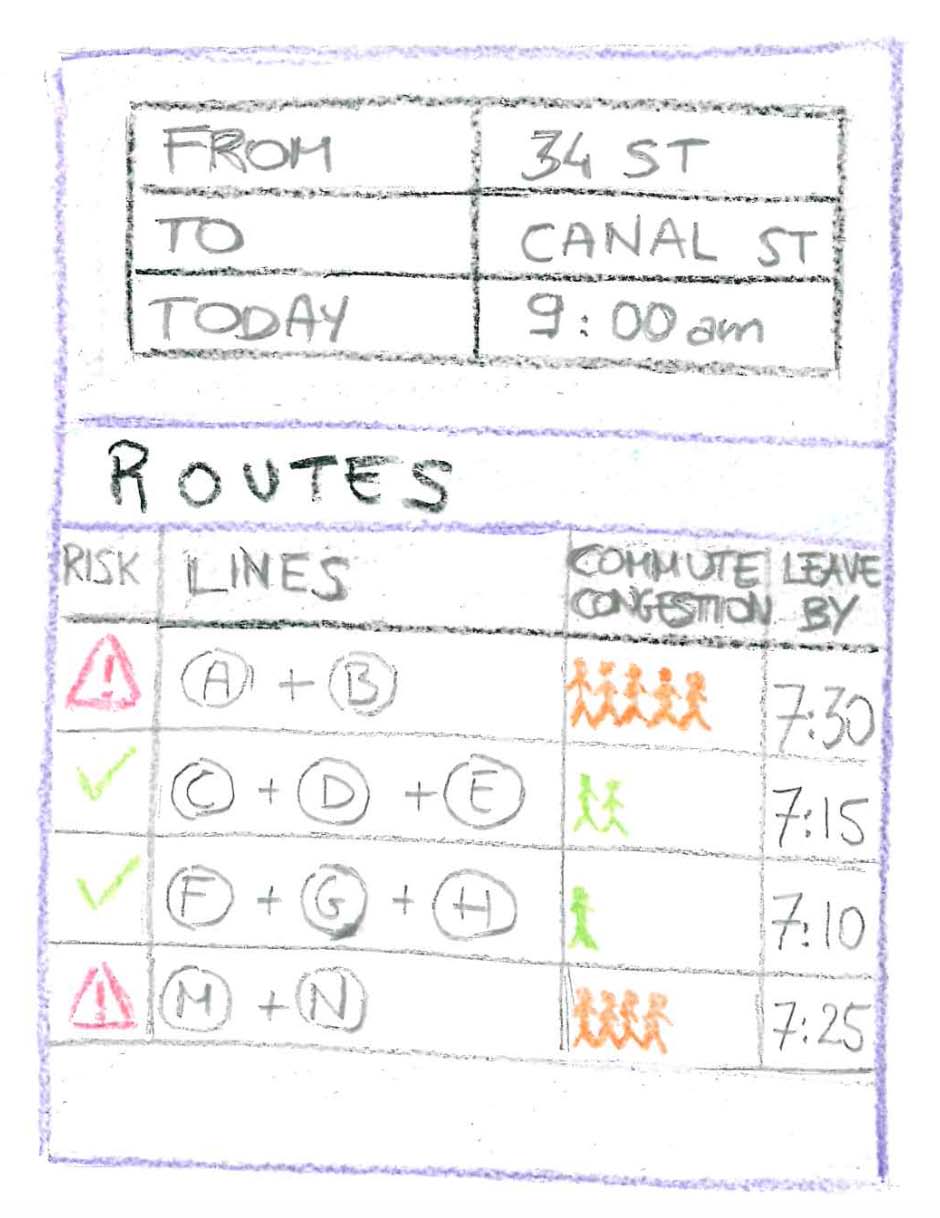 FROM 34 ST
TO CANAL ST
TODAY 9:00 am
ROUTES
RISK LINES COMMUTE CONGESTION LEAVE BY
! A + B 7:30
C + D + E 7:15
F + G + H 7:10
! M + N 7:25